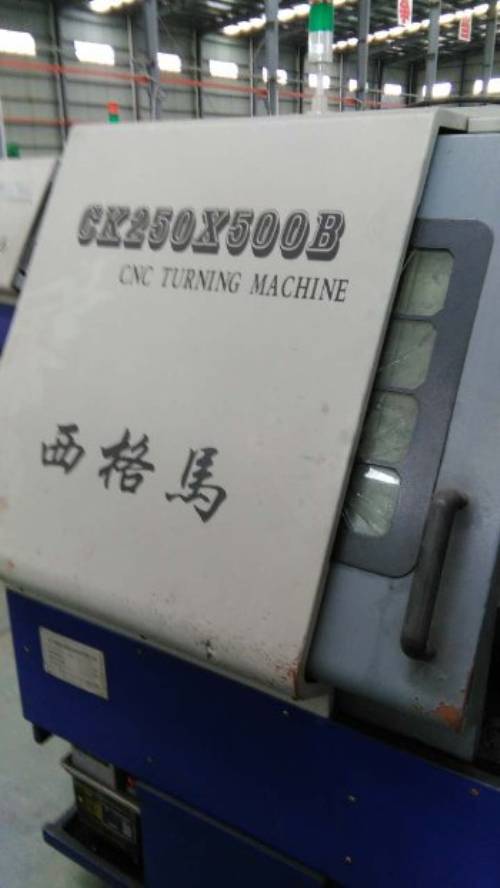 CK250X500B
CNC TURNING MACHINE
西格馬